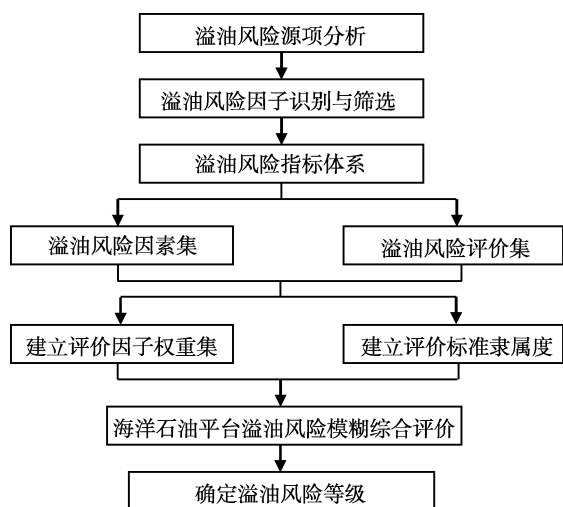 溢油风险源项分析
溢油风险因子识别与筛选
溢油风险指标体系
溢油风险因素集
溢油风险评价集
建立评价因子权重集
建立评价标准隶属度
海洋石油平台溢油风险模糊综合评价
确定溢油风险等级